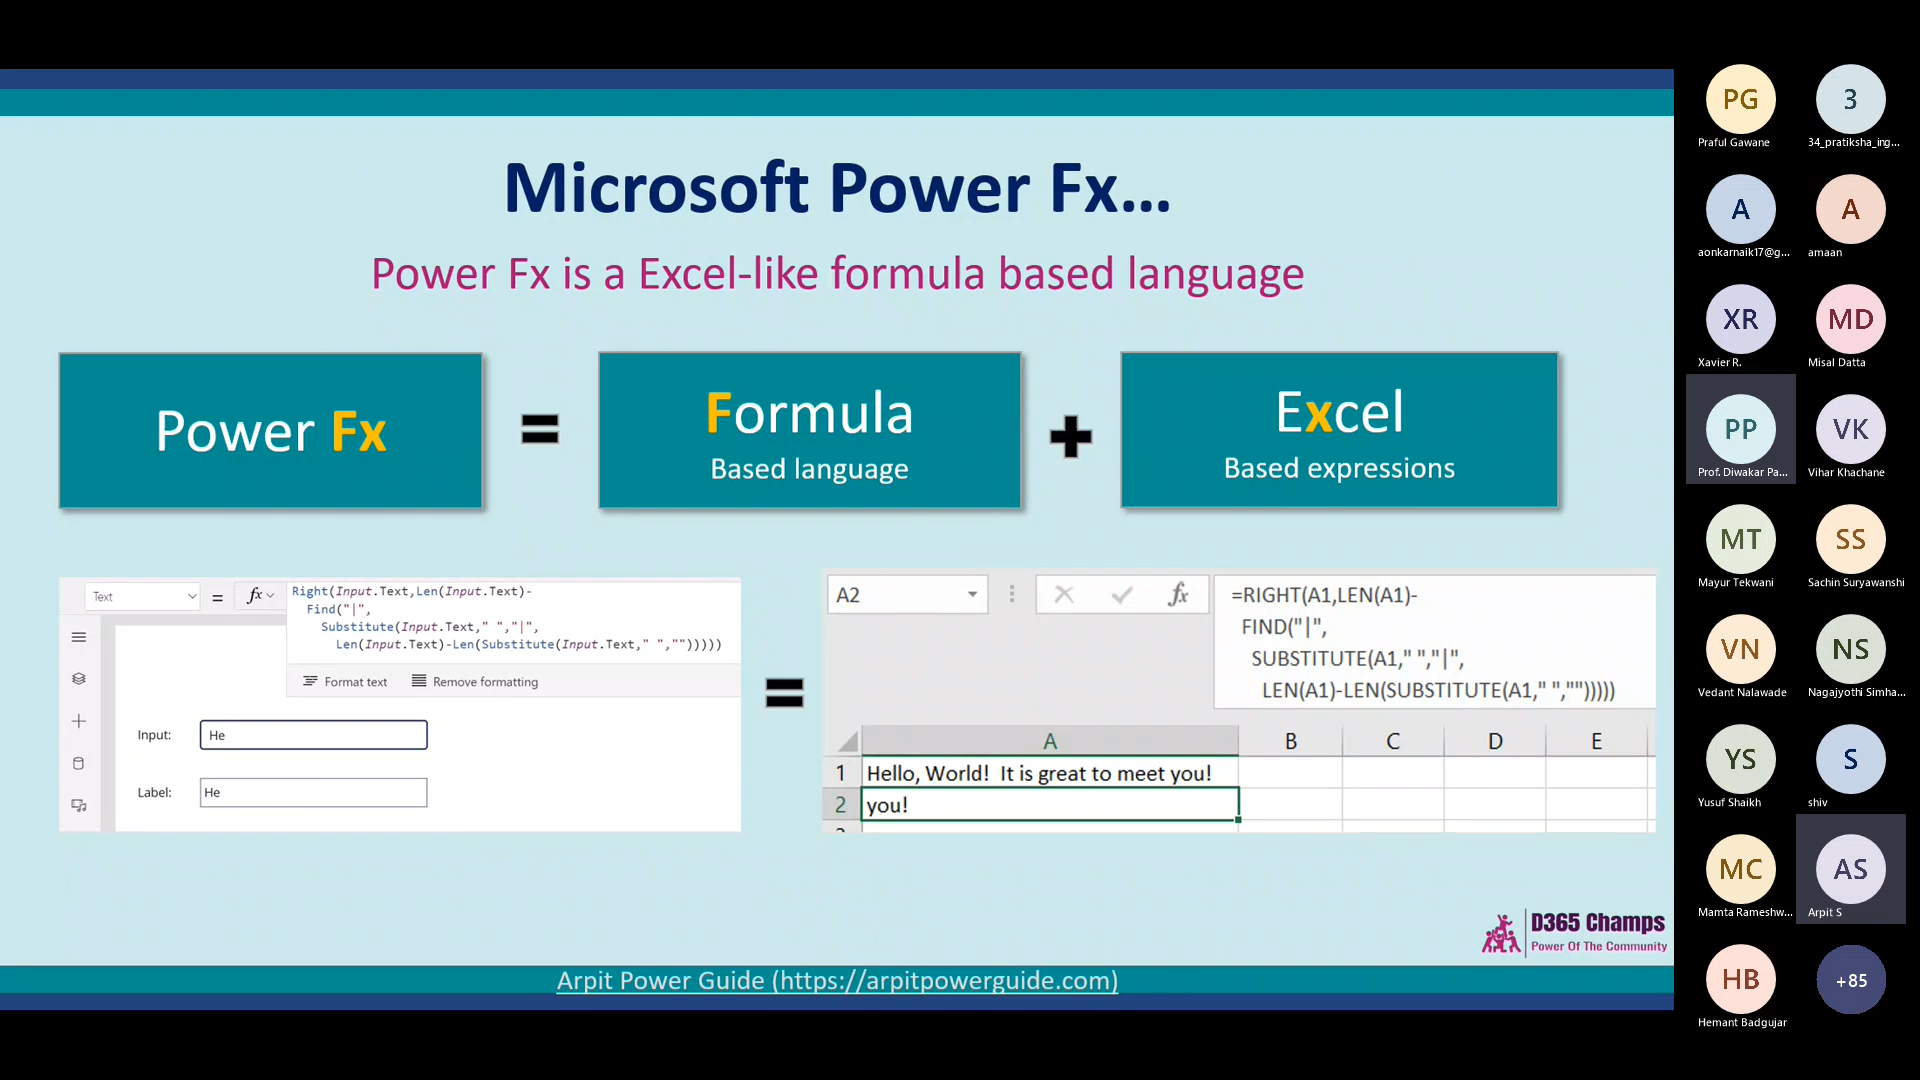 Microsoft Power Fx...
Power Fx is a Excel-like formula based language
Power Fx
=
Formula
Based language
+
Excel
Based expressions
Text
=
fx
Right(Input.Text,Len(Input.Text)-
Find("|",
Substitute(Input.Text," ","|",
Len(Input.Text)-Len(Substitute(Input.Text," ","")))))
Format text
Remove formatting
Input:
He
Label:
He
=
A2
fx
=RIGHT(A1,LEN(A1)-
FIND("|",
SUBSTITUTE(A1," ","|",
LEN(A1)-LEN(SUBSTITUTE(A1," ","")))))
A B C D E
1 Hello, World!  It is great to meet you!
2 you!
D365 Champs
Power Of The Community
Arpit Power Guide (https://arpitpowerguide.com)
PG
Praful Gawane
3
34_pratiksha_ing...
A
aonkarnaik17@g...
A
amaan
XR
Xavier R.
MD
Misal Datta
PP
Prof. Diwakar Pa...
VK
Vihar Khachane
MT
Mayur Tekwani
SS
Sachin Suryawanshi
VN
Vedant Nalawade
NS
Nagajyothi Simha...
YS
Yusuf Shaikh
S
shiv
MC
Mamta Rameshw...
AS
Arpit S
HB
Hemant Badgujar
+85